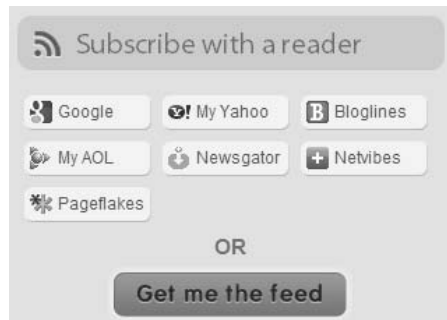 Subscribe with a reader
Google My Yahoo Bloglines
My AOL Newsgator Netvibes
Pageflakes
OR
Get me the feed